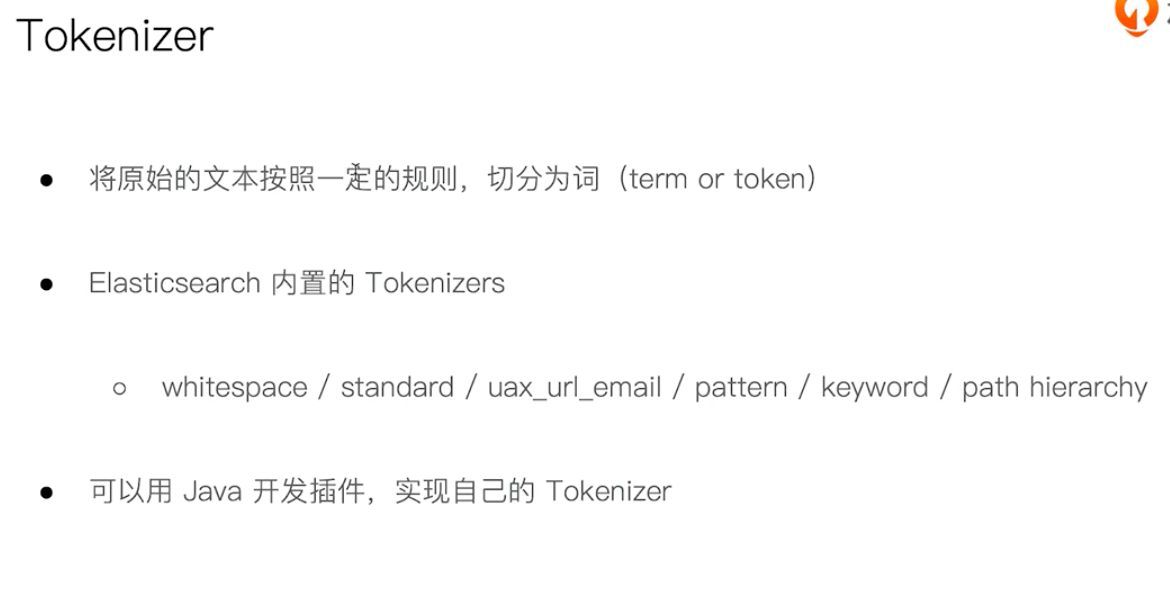 Tokenizer
将原始的文本按照一定的规则，切分为词（term or token）
Elasticsearch 内置的 Tokenizers
whitespace / standard / uax_url_email / pattern / keyword / path hierarchy
可以用 Java 开发插件，实现自己的 Tokenizer